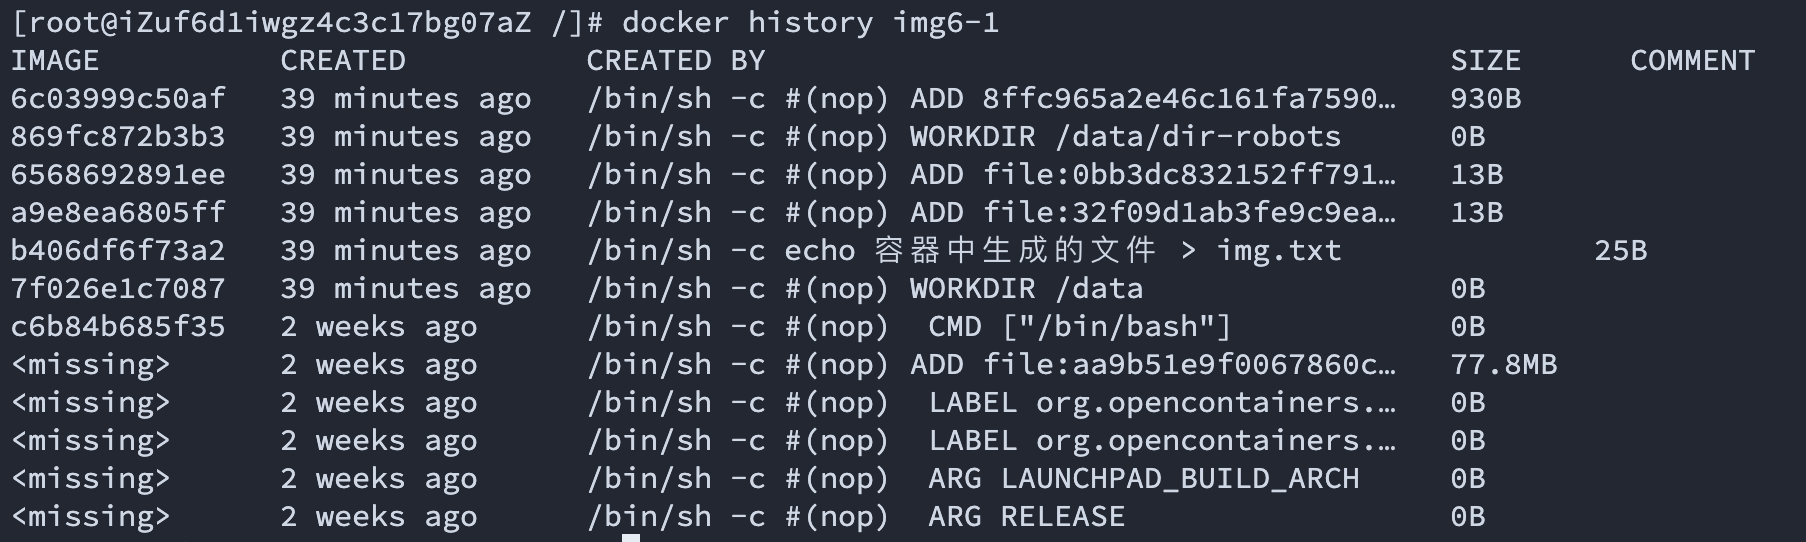 [root@iZuf6d1iwgz4c3c17bg07aZ /]# docker history img6-1
IMAGE CREATED CREATED BY SIZE COMMENT
6c03999c50af 39 minutes ago /bin/sh -c #(nop) ADD 8ffc965a2e46c161fa7590… 930B
869fc872b3b3 39 minutes ago /bin/sh -c #(nop) WORKDIR /data/dir-robots 0B
6568692891ee 39 minutes ago /bin/sh -c #(nop) ADD file:0bb3dc832152ff791… 13B
a9e8ea6805ff 39 minutes ago /bin/sh -c #(nop) ADD file:32f09d1ab3fe9c9ea… 13B
b406df6f73a2 39 minutes ago /bin/sh -c echo 容器中生成的文件 > img.txt 25B
7f026e1c7087 39 minutes ago /bin/sh -c #(nop) WORKDIR /data 0B
c6b84b685f35 2 weeks ago /bin/sh -c #(nop) CMD ["/bin/bash"] 0B
<missing> 2 weeks ago /bin/sh -c #(nop) ADD file:aa9b51e9f0067860c… 77.8MB
<missing> 2 weeks ago /bin/sh -c #(nop) LABEL org.opencontainers.… 0B
<missing> 2 weeks ago /bin/sh -c #(nop) LABEL org.opencontainers.… 0B
<missing> 2 weeks ago /bin/sh -c #(nop) ARG LAUNCHPAD_BUILD_ARCH 0B
<missing> 2 weeks ago /bin/sh -c #(nop) ARG RELEASE 0B